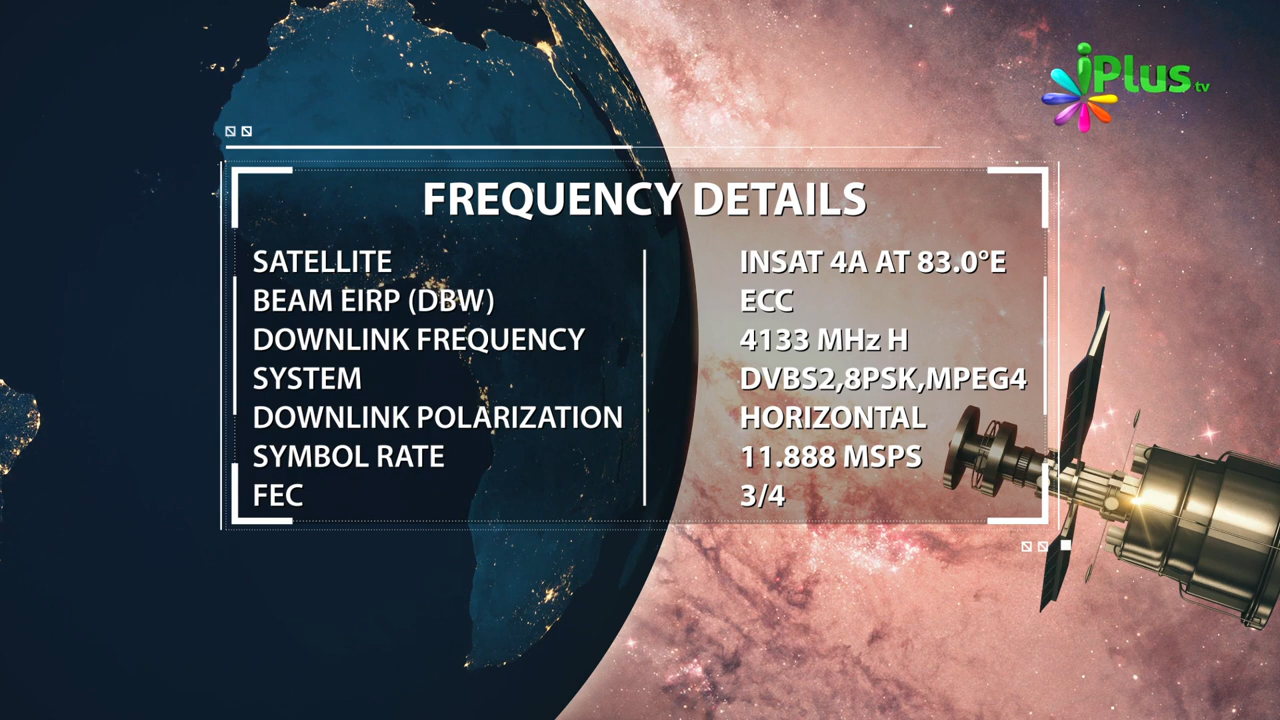 iPlus tv
FREQUENCY DETAILS
SATELLITE INSAT 4A AT 83.0°E
BEAM EIRP (DBW) ECC
DOWNLINK FREQUENCY 4133 MHz H
SYSTEM DVBS2,8PSK,MPEG4
DOWNLINK POLARIZATION HORIZONTAL
SYMBOL RATE 11.888 MSPS
FEC 3/4